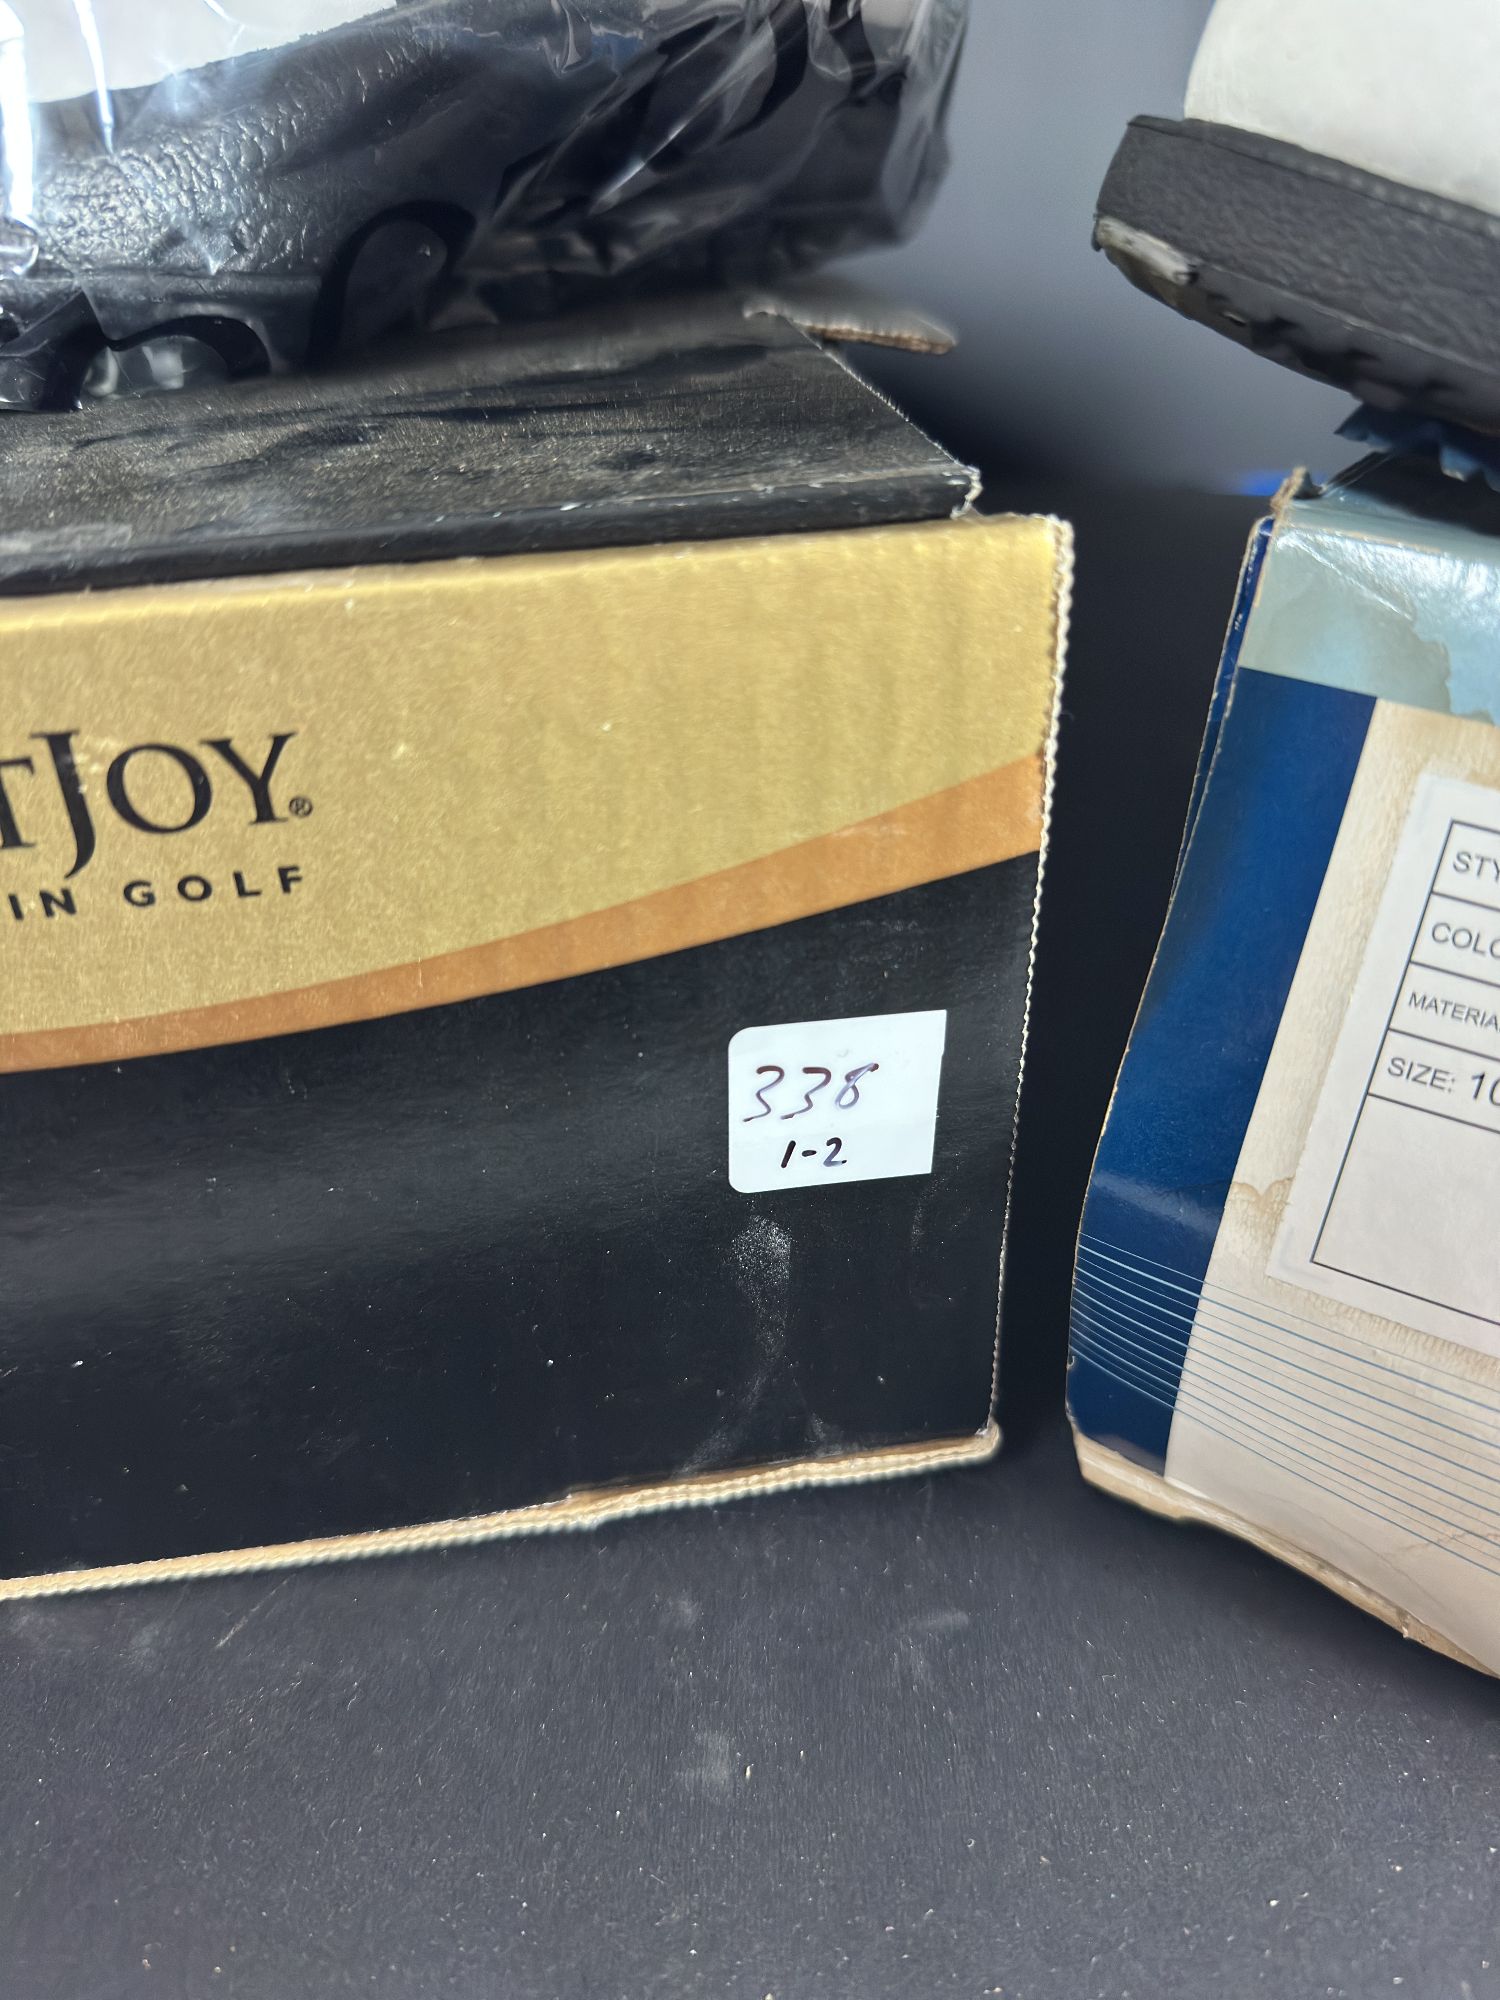 TJOY®
IN GOLF
338
1-2
STY
COLO
MATERIA
SIZE: 10